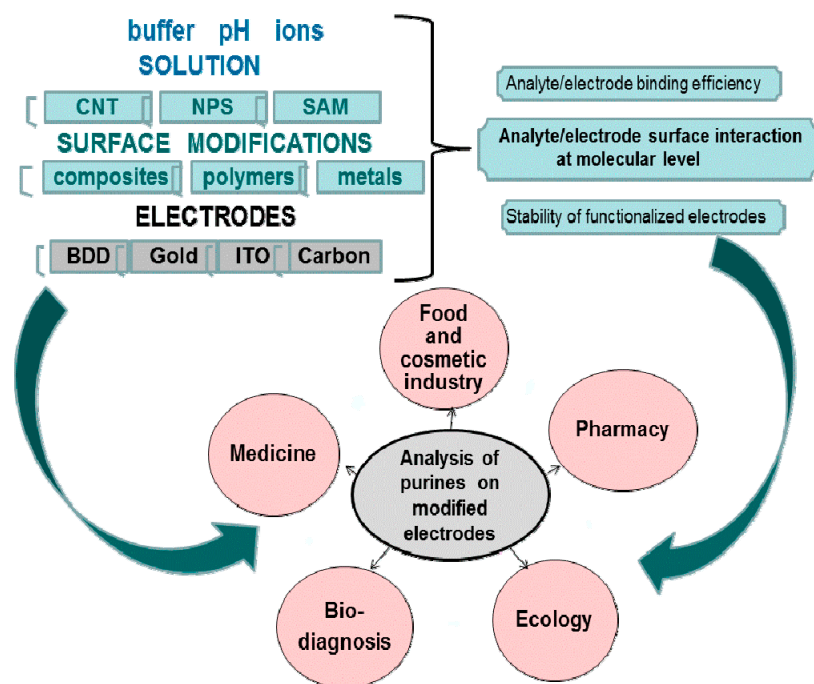 buffer pH ions
SOLUTION
CNT NPS SAM
SURFACE MODIFICATIONS
composites polymers metals
ELECTRODES
BDD Gold ITO Carbon
Analyte/electrode binding efficiency
Analyte/electrode surface interaction
at molecular level
Stability of functionalized electrodes
Food
and
cosmetic
industry
Medicine
Pharmacy
Analysis of
purines on
modified
electrodes
Bio-
diagnosis
Ecology